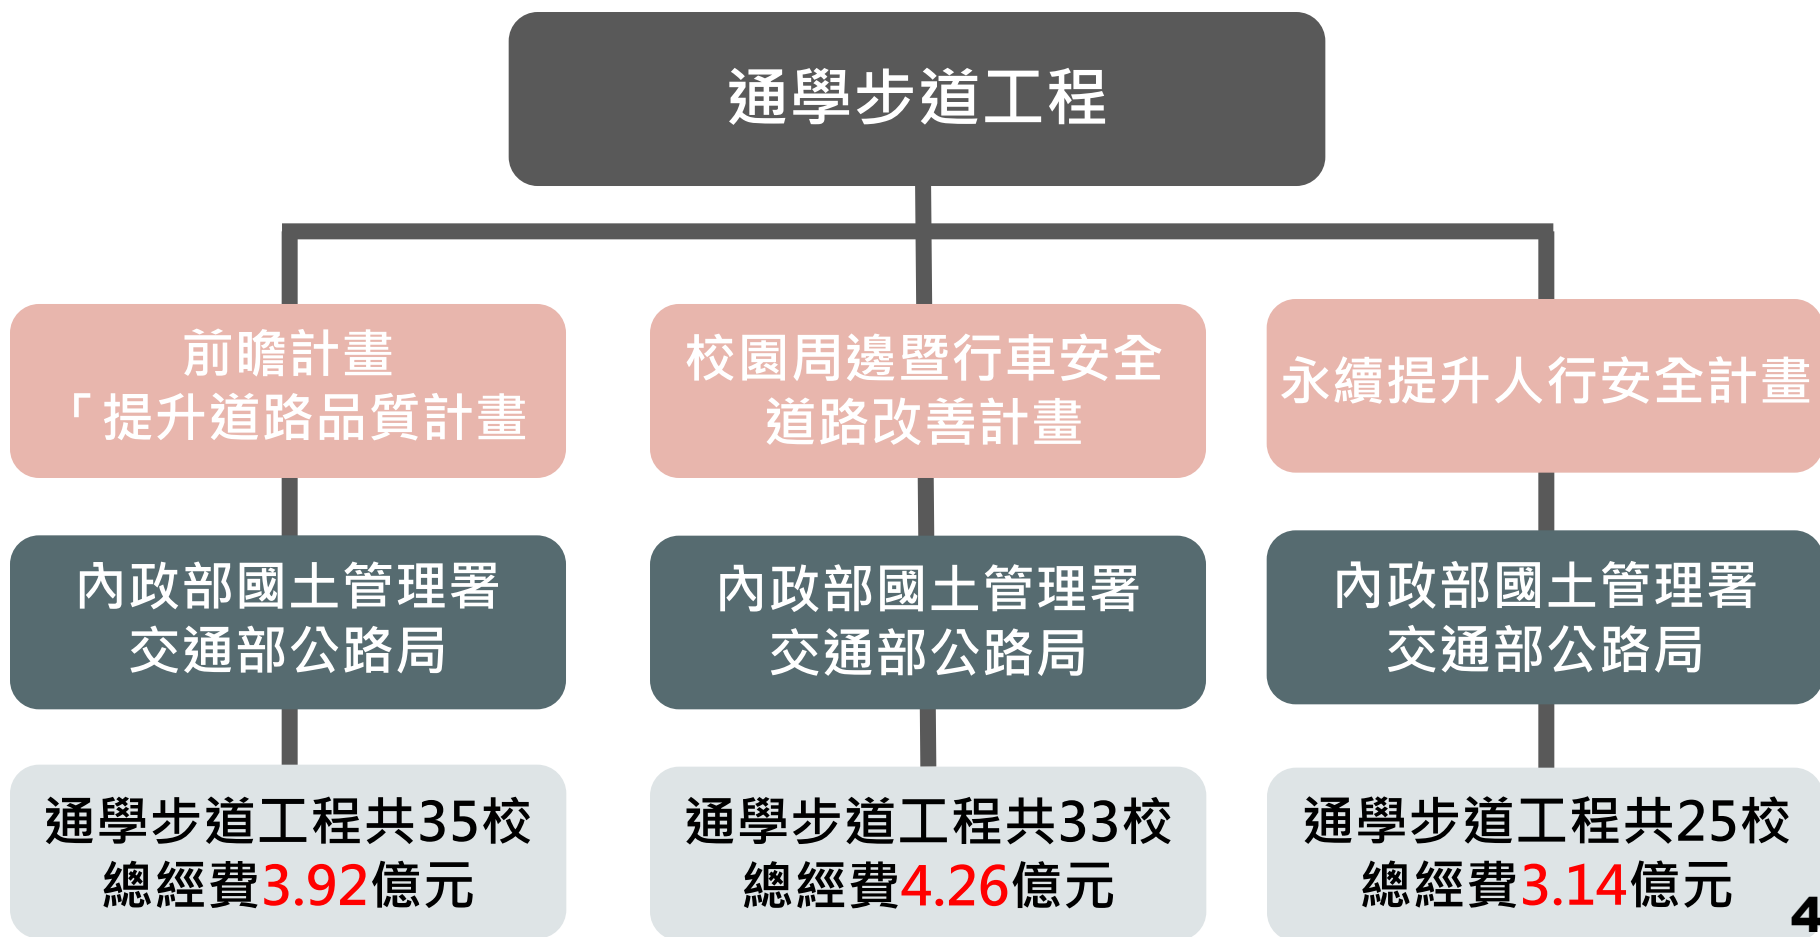 通學步道工程
前瞻計畫
「提升道路品質計畫
內政部國土管理署
交通部公路局
通學步道工程共35校
總經費3.92億元
校園周邊暨行車安全
道路改善計畫
內政部國土管理署
交通部公路局
通學步道工程共33校
總經費4.26億元
永續提升人行安全計畫
內政部國土管理署
交通部公路局
通學步道工程共25校
總經費3.14億元
4